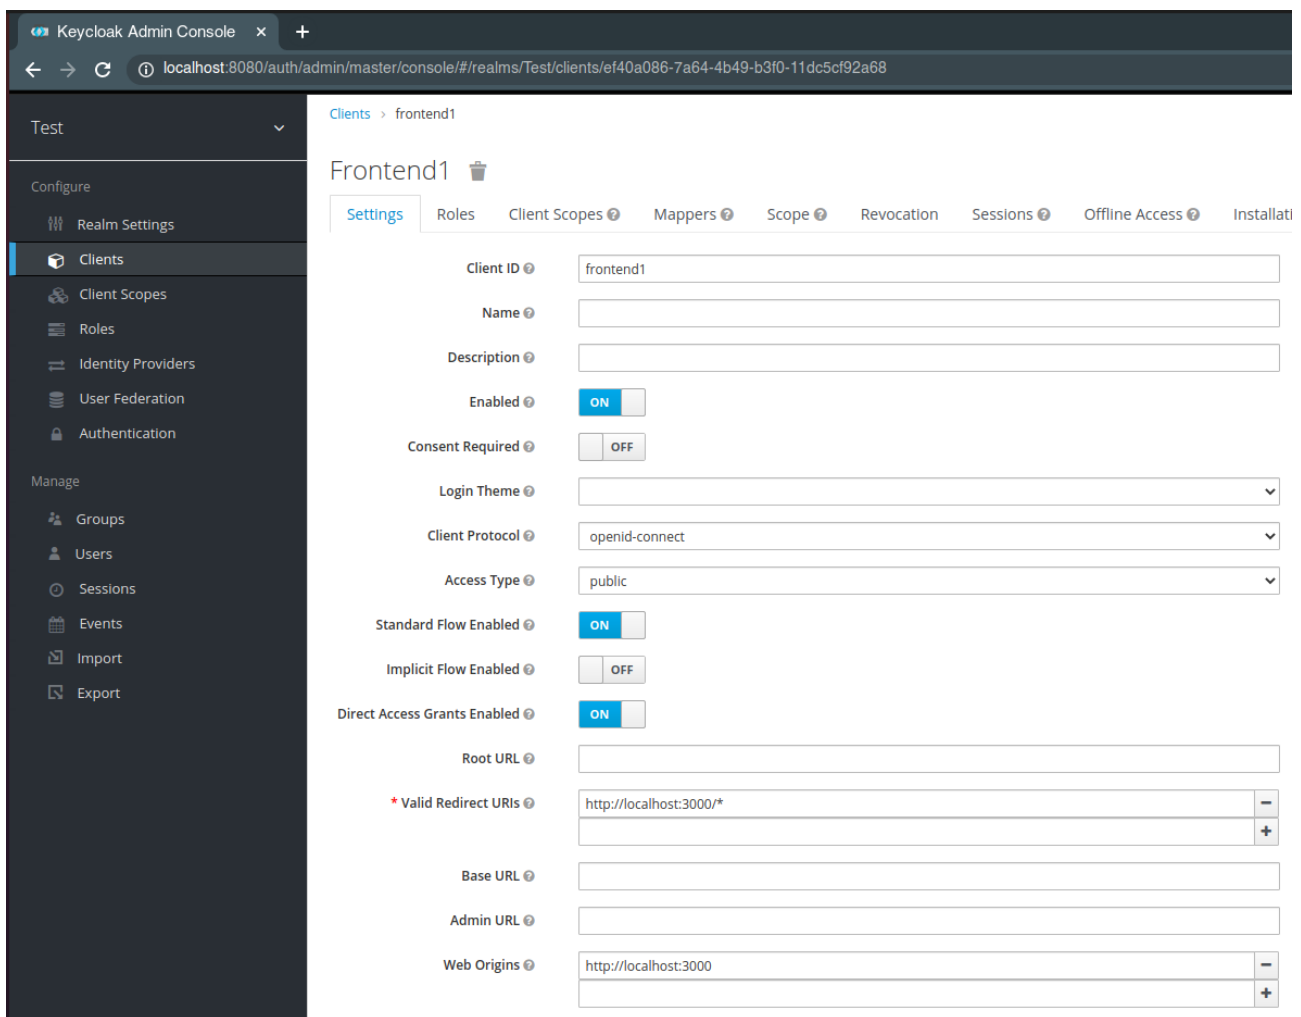 Keycloak Admin Console
localhost:8080/auth/admin/master/console/#/realms/Test/clients/ef40a086-7a64-4b49-b3f0-11dc5cf92a68
Test
Configure
Realm Settings
Clients
Client Scopes
Roles
Identity Providers
User Federation
Authentication
Manage
Groups
Users
Sessions
Events
Import
Export
Clients > frontend1
Frontend1
Settings Roles Client Scopes Mappers Scope Revocation Sessions Offline Access Installati
Client ID frontend1
Name
Description
Enabled ON
Consent Required OFF
Login Theme
Client Protocol openid-connect
Access Type public
Standard Flow Enabled ON
Implicit Flow Enabled OFF
Direct Access Grants Enabled ON
Root URL
* Valid Redirect URIs http://localhost:3000/*
Base URL
Admin URL
Web Origins http://localhost:3000